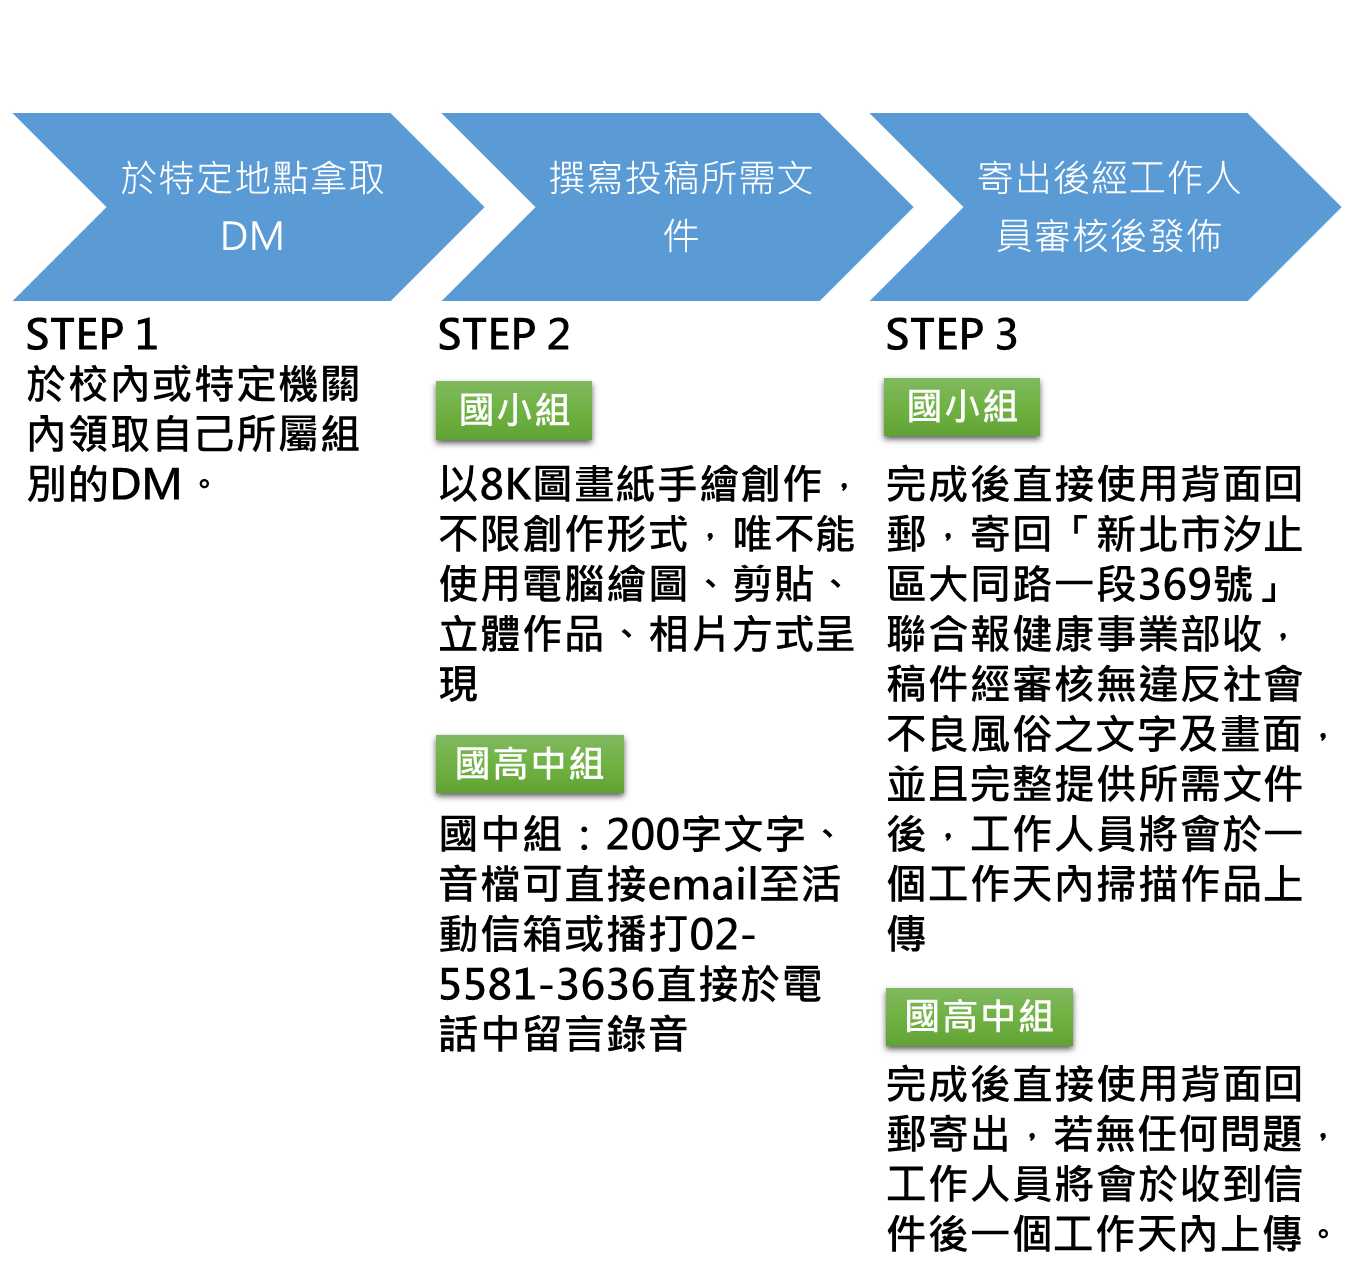 於特定地點拿取
DM
撰寫投稿所需文
件
寄出後經工作人
員審核後發佈
STEP 1
於校內或特定機關
內領取自己所屬組
別的DM。
STEP 2
國小組
以8K圖畫紙手繪創作，
不限創作形式，唯不能
使用電腦繪圖、剪貼、
立體作品、相片方式呈
現
國高中組
國中組：200字文字、
音檔可直接email至活
動信箱或播打02-
5581-3636直接於電
話中留言錄音
STEP 3
國小組
完成後直接使用背面回
郵，寄回「新北市汐止
區大同路一段369號」
聯合報健康事業部收，
稿件經審核無違反社會
不良風俗之文字及畫面，
並且完整提供所需文件
後，工作人員將會於一
個工作天內掃描作品上
傳
國高中組
完成後直接使用背面回
郵寄出，若無任何問題，
工作人員將會於收到信
件後一個工作天內上傳。